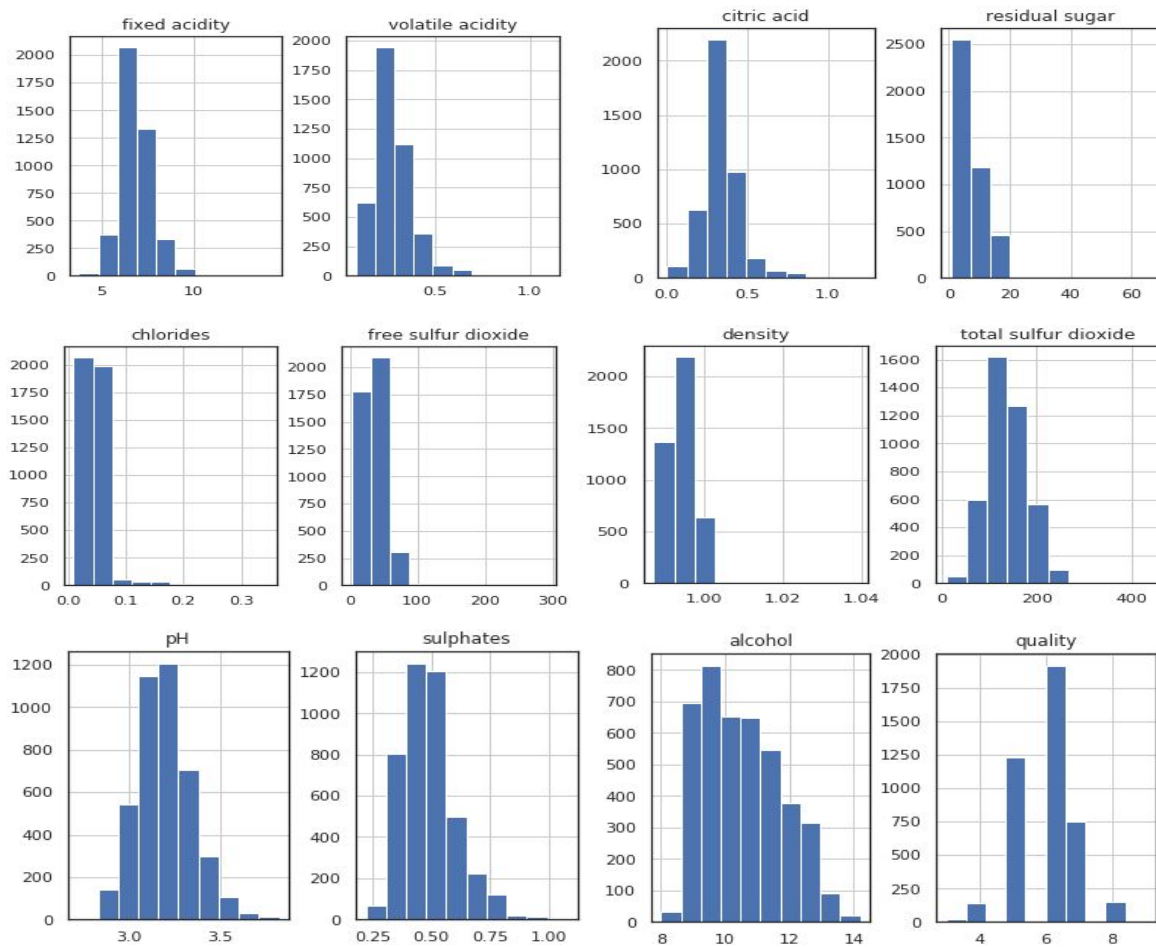 fixed acidity volatile acidity citric acid residual sugar
2000 2000 2000 2500
1750 1750 2000
1500 1500 1500
1250 1250 1500
1000 1000 1000 1000
750 750
500 500 500 500
250 250
0 0 0 0
5 10 0.5 1.0 0.0 0.5 1.0 0 20 40 60
chlorides free sulfur dioxide density total sulfur dioxide
2000 2000 2000 1600
1750 1750 1400
1500 1500 1500 1200
1250 1250 1000
1000 1000 1000 800
750 750 600
500 500 500 400
250 250 200
0 0 0 0
0.0 0.1 0.2 0.3 0 100 200 300 1.00 1.02 1.04 0 200 400
pH sulphates alcohol quality
1200 1200 800 2000
1000 1000 700 1750
800 800 600 1500
600 600 500 1250
400 400 400 1000
200 200 300 750
0 0 200 500
100 250
0 0
3.0 3.5 0.25 0.50 0.75 1.00 8 10 12 14 4 6 8